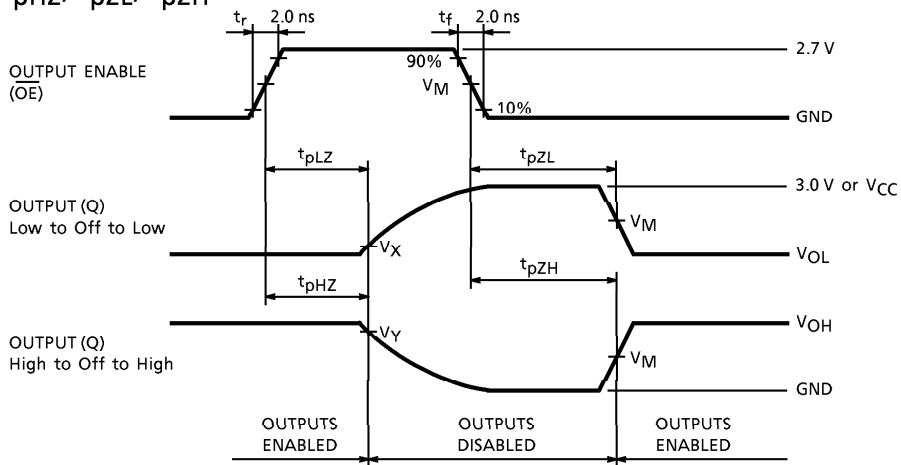 tpHZ, tpZL, tpZH
tr 2.0 ns tf 2.0 ns
2.7 V
OUTPUT ENABLE
(OE)
90%
VM
10%
GND
tpLZ tpZL
3.0 V or VCC
OUTPUT (Q)
Low to Off to Low
VM
VX
VOL
tpHZ tpZH
VOH
OUTPUT (Q)
High to Off to High
VY
VM
GND
OUTPUTS
ENABLED
OUTPUTS
DISABLED
OUTPUTS
ENABLED